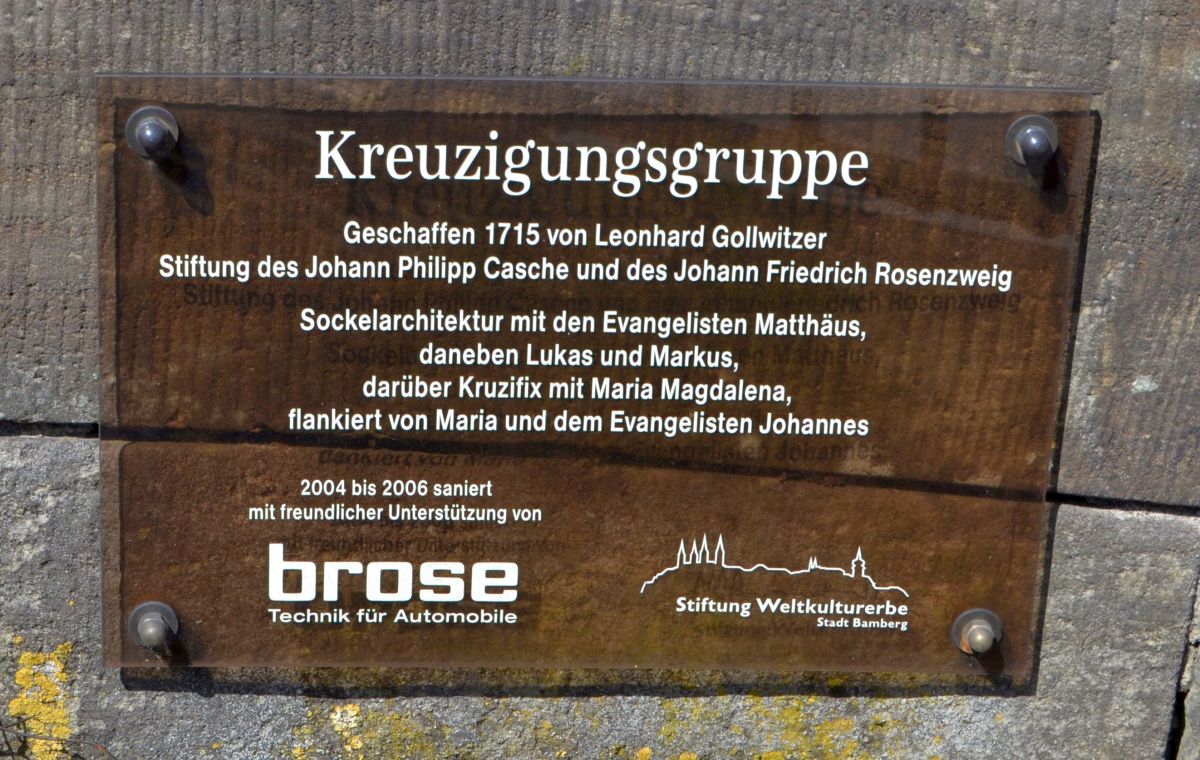 Kreuzigungsgruppe
Geschaffen 1715 von Leonhard Gollwitzer
Stiftung des Johann Philipp Casche und des Johann Friedrich Rosenzweig
Sockelarchitektur mit den Evangelisten Matthäus,
daneben Lukas und Markus,
darüber Kruzifix mit Maria Magdalena,
flankiert von Maria und dem Evangelisten Johannes
2004 bis 2006 saniert
mit freundlicher Unterstützung von
brose
Technik für Automobile
Stiftung Weltkulturerbe
Stadt Bamberg